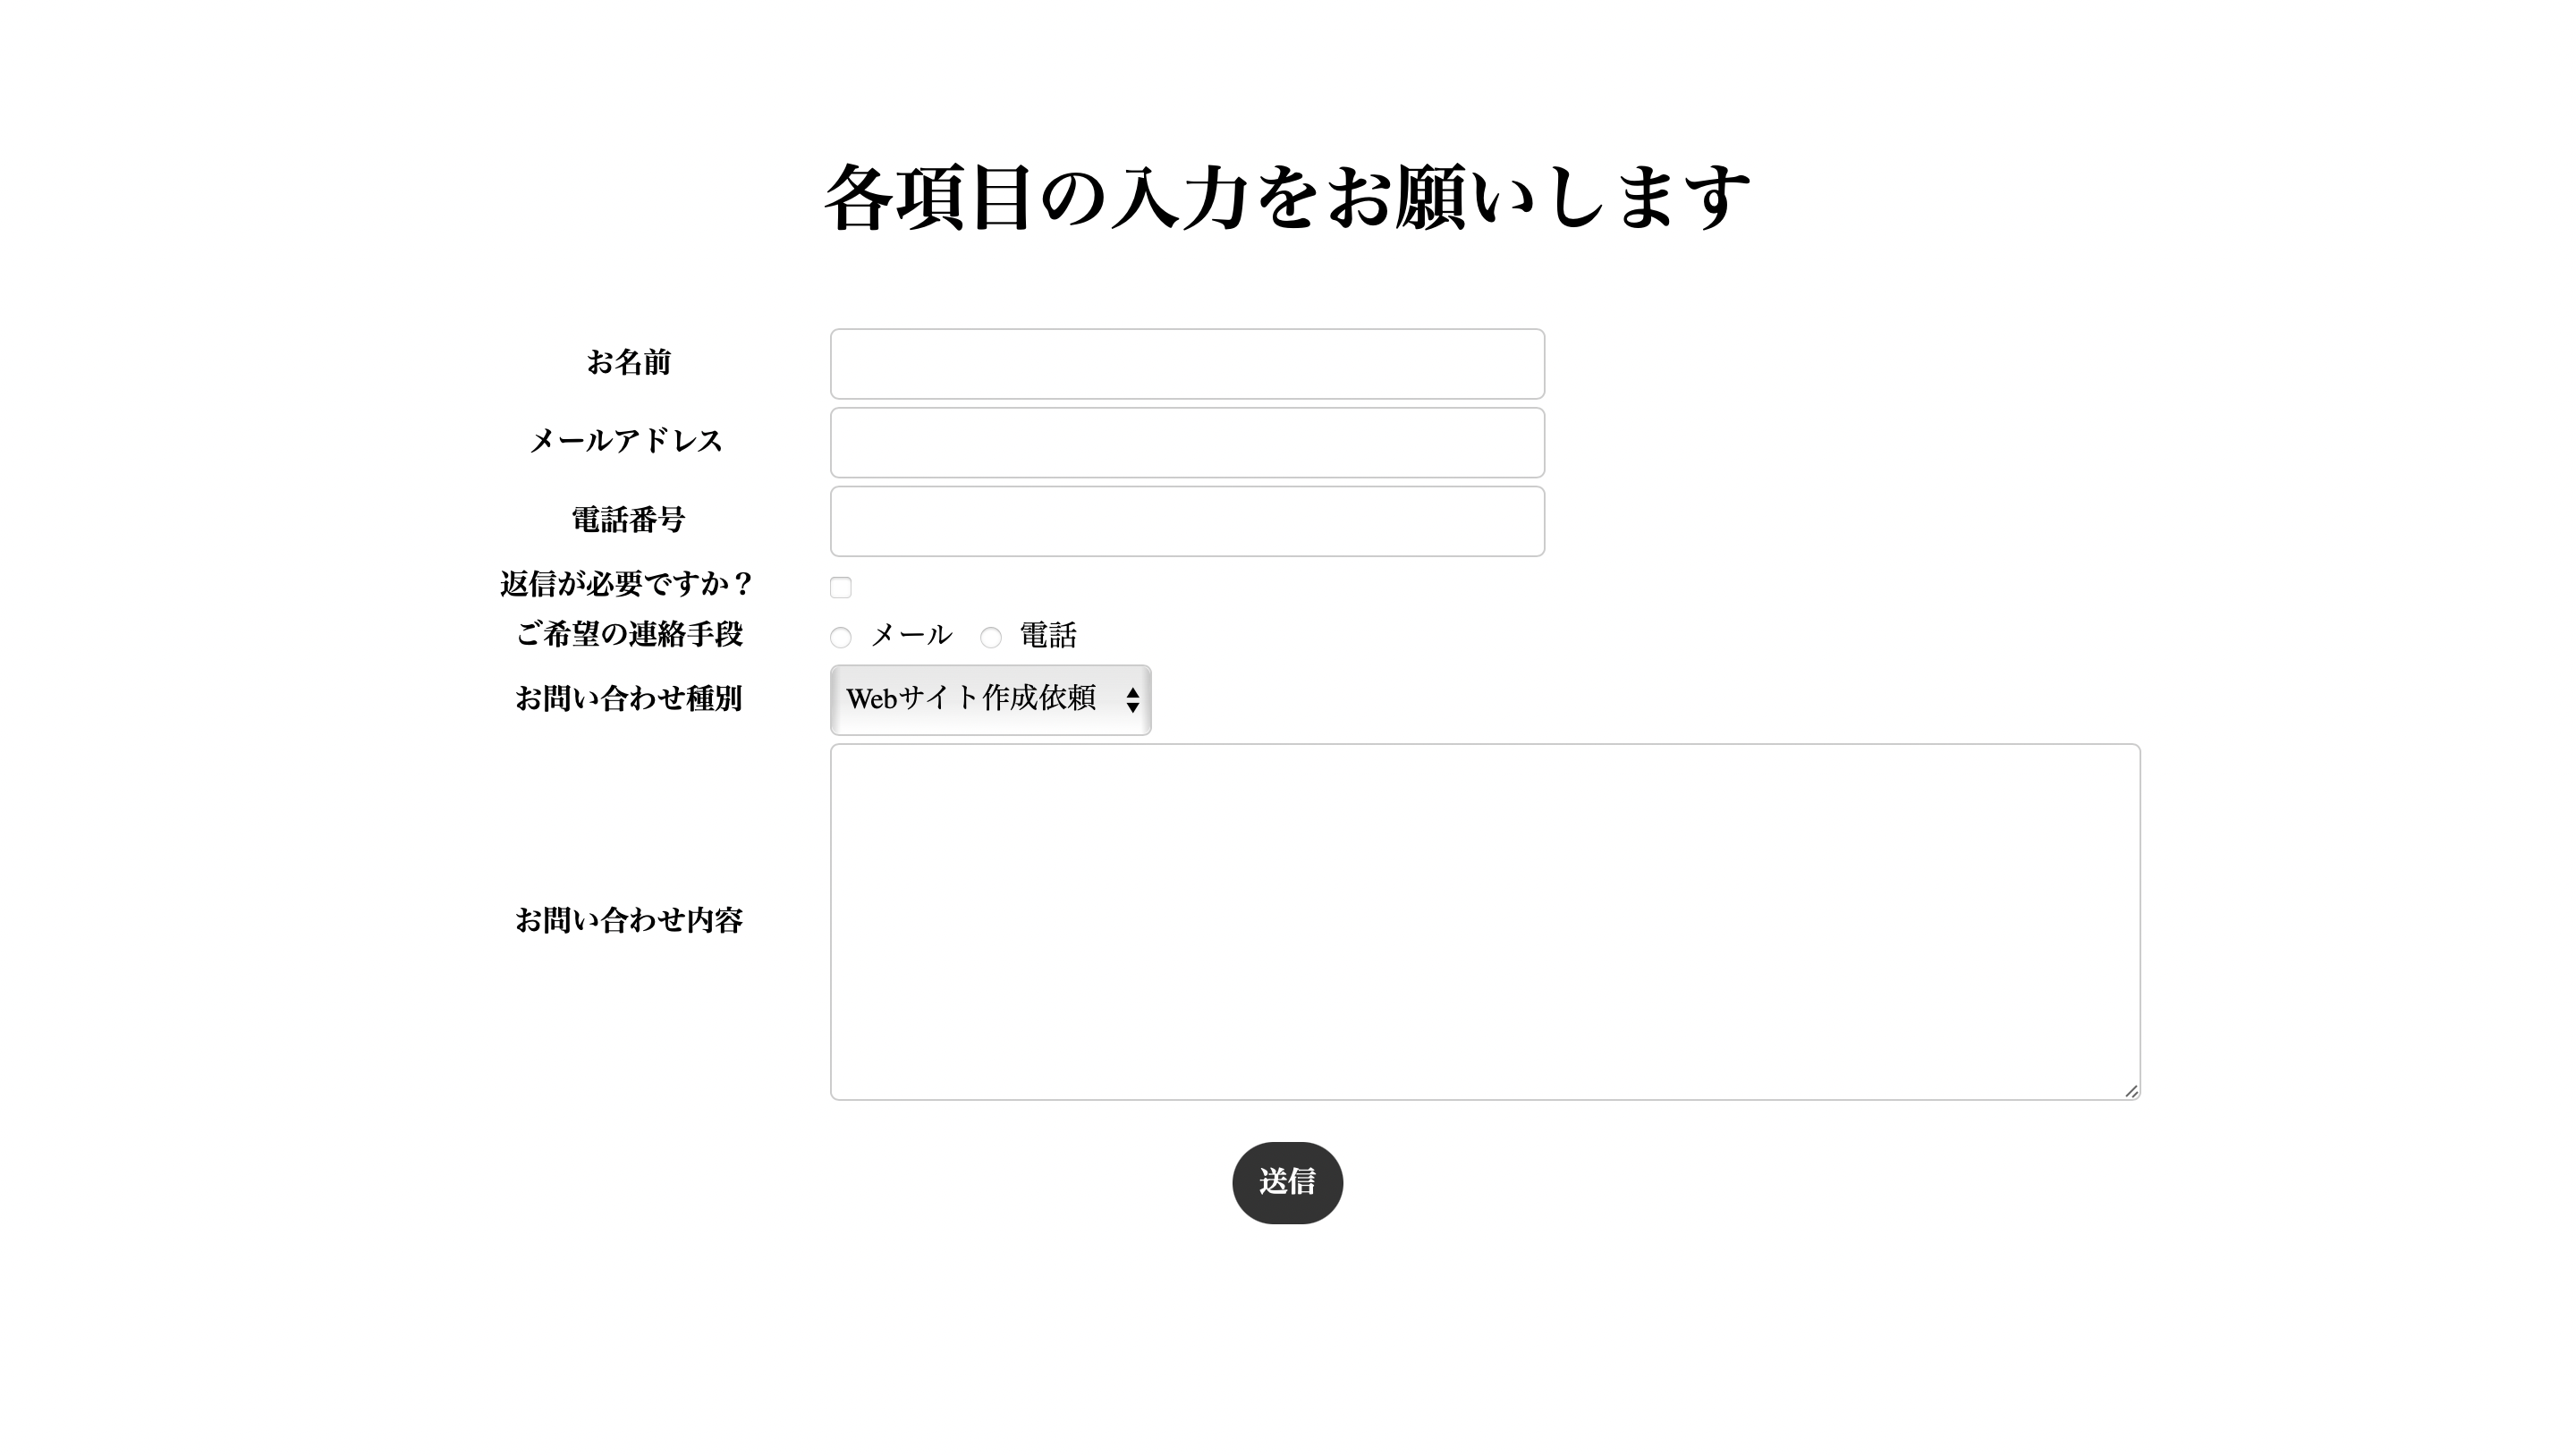 各項目の入力をお願いします
お名前
メールアドレス
電話番号
返信が必要ですか？
ご希望の連絡手段 メール 電話
お問い合わせ種別 Webサイト作成依頼
お問い合わせ内容
送信